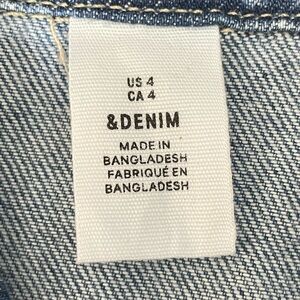 US 4
CA 4
&DENIM
MADE IN
BANGLADESH
FABRIQUÉ EN
BANGLADESH